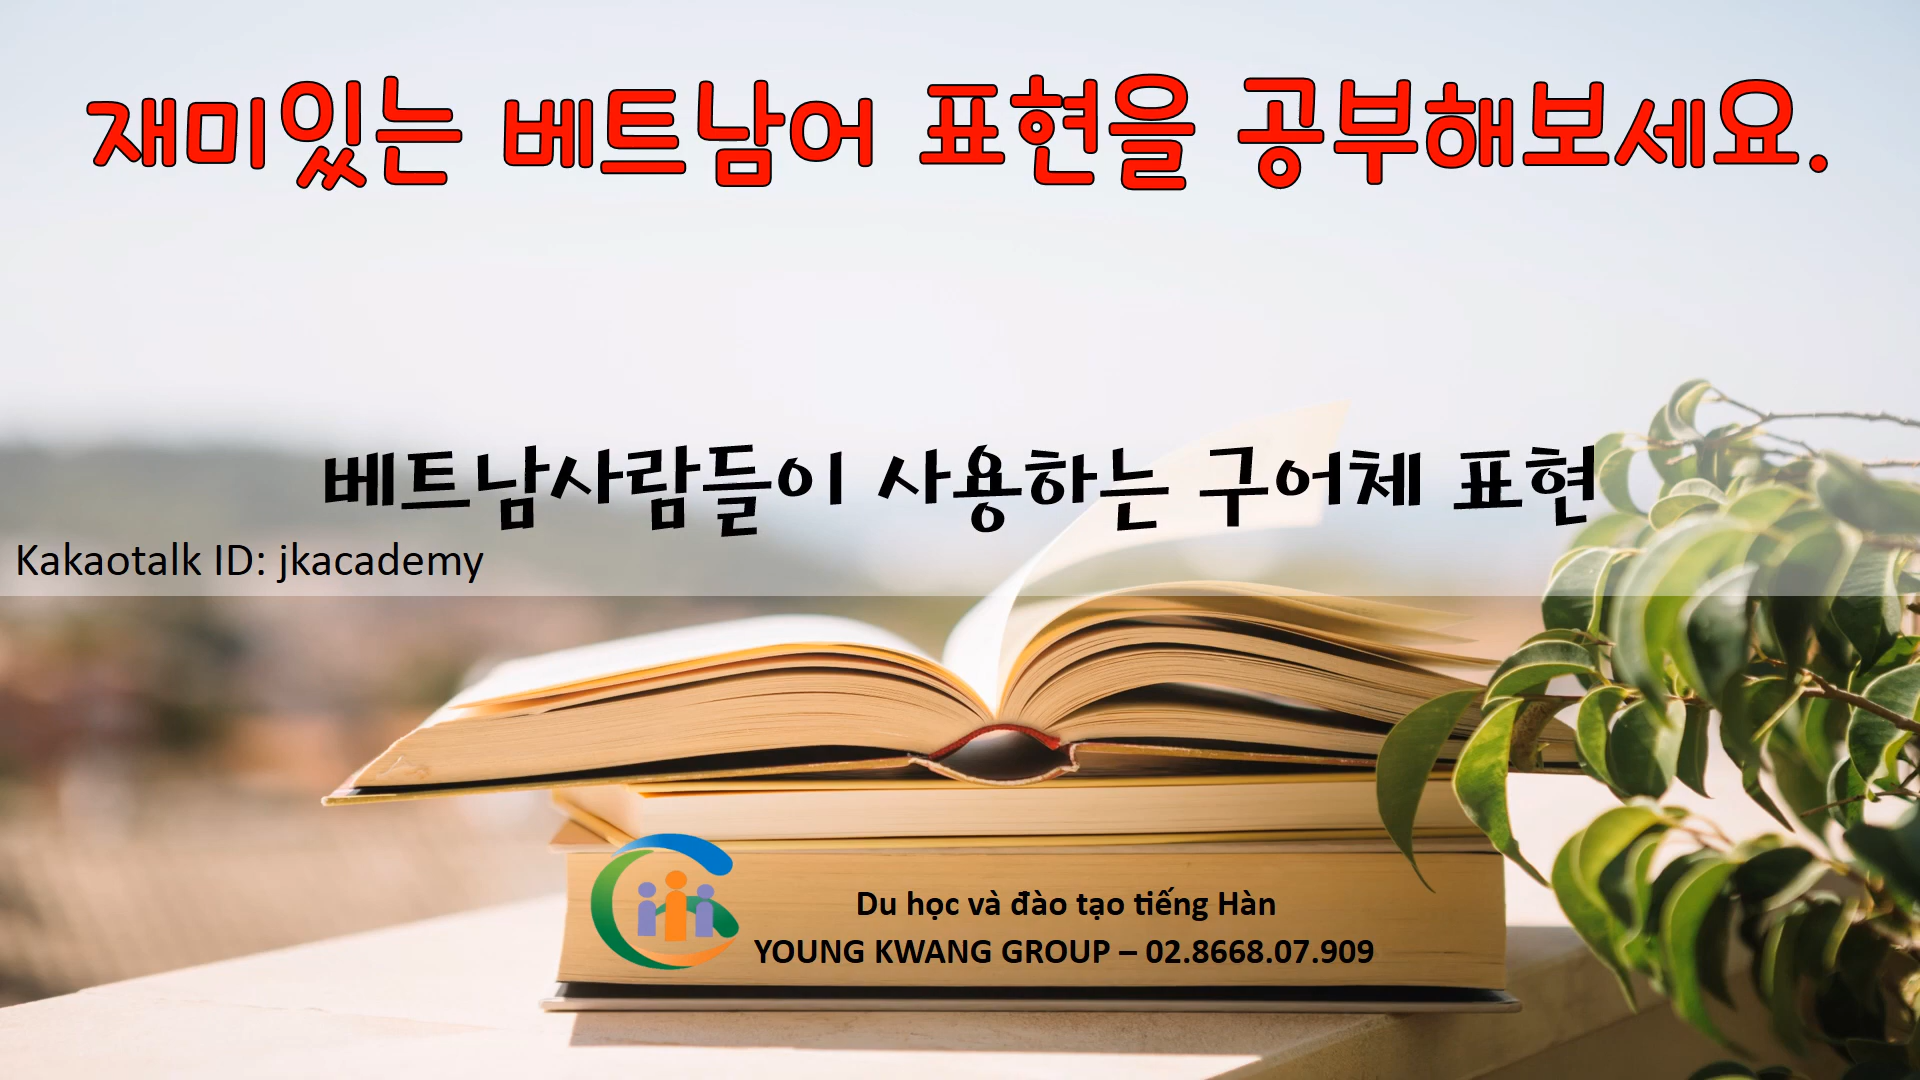 재미있는 베트남어 표현을 공부해보세요.
베트남사람들이 사용하는 구어체 표현
Kakaotalk ID: jkacademy
Du học và đào tạo tiếng Hàn
YOUNG KWANG GROUP – 02.8668.07.909